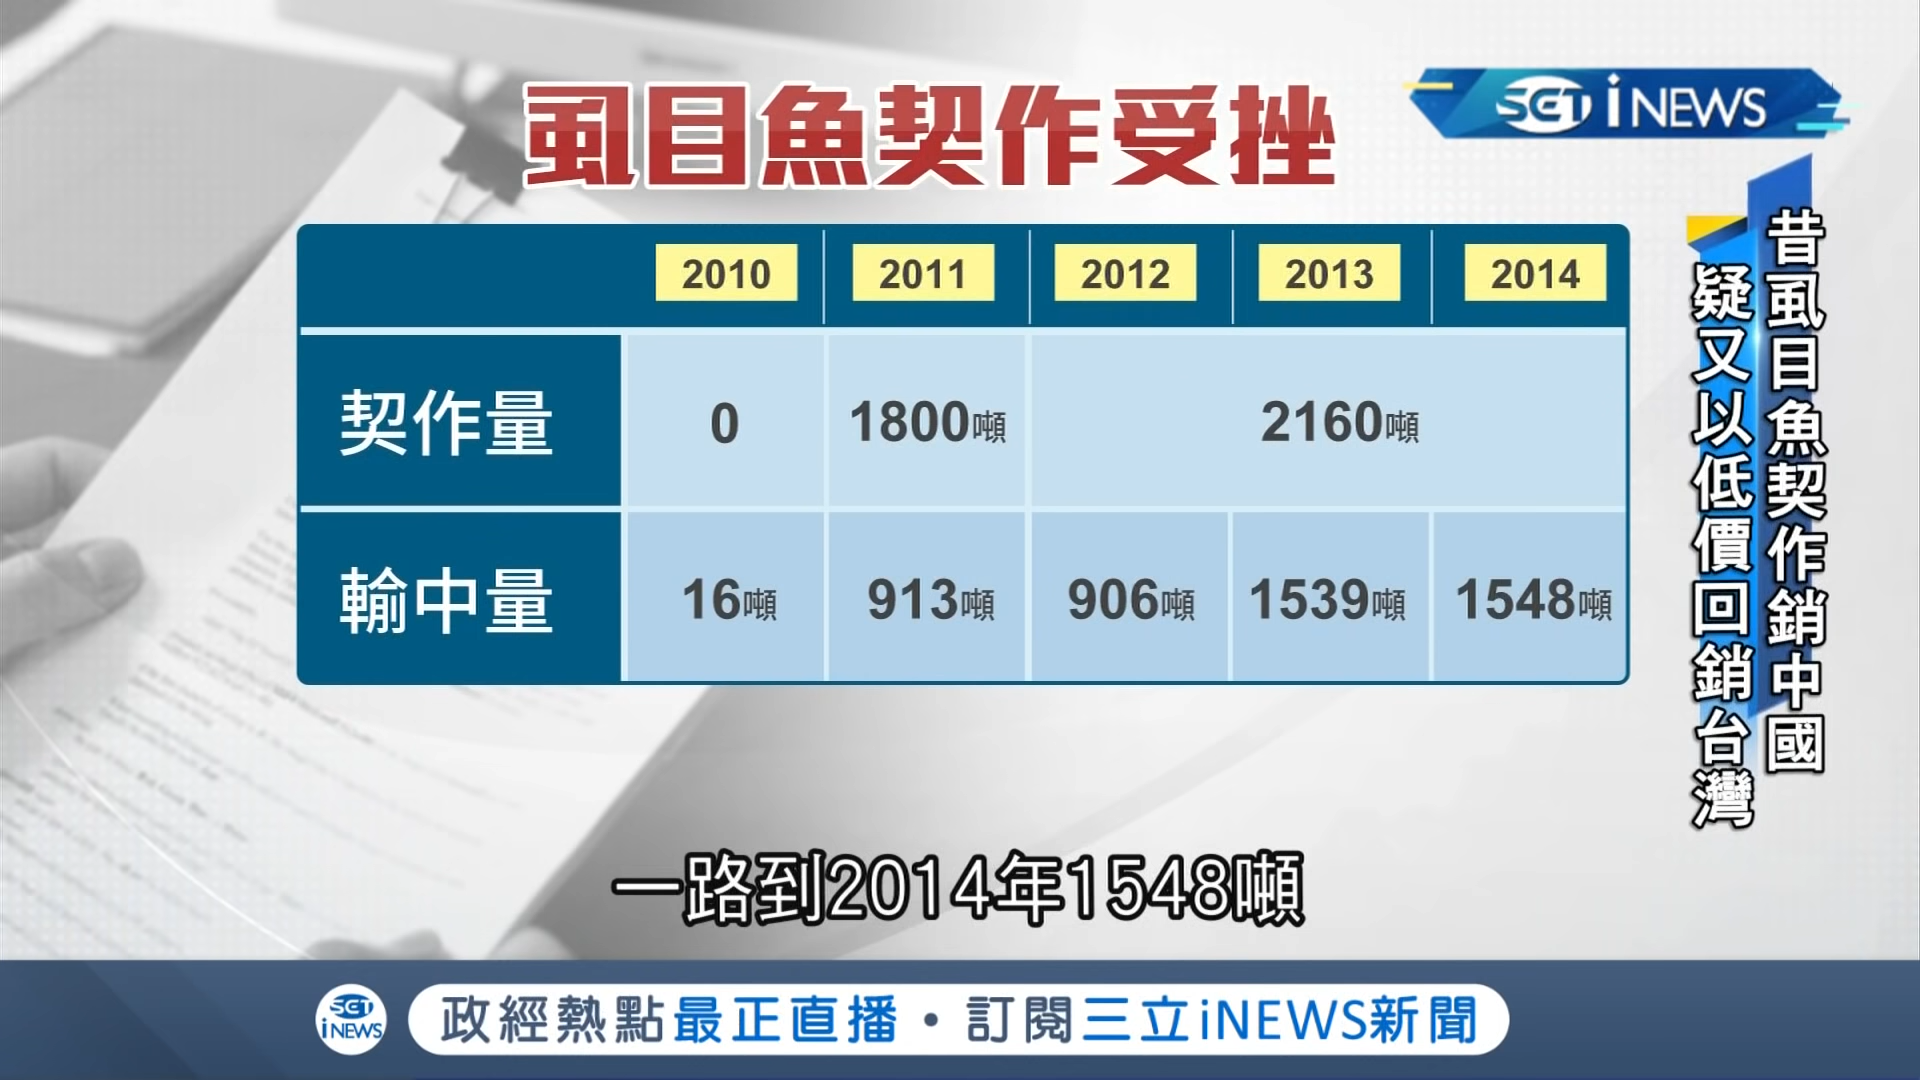 虱目魚契作受挫
SET iNEWS
2010 2011 2012 2013 2014
契作量 0 1800噸 2160噸
輸中量 16噸 913噸 906噸 1539噸 1548噸
昔虱目魚契作銷中國
疑又以低價回銷台灣
一路到2014年1548噸
SET iNEWS
政經熱點最正直播・訂閱三立iNEWS新聞